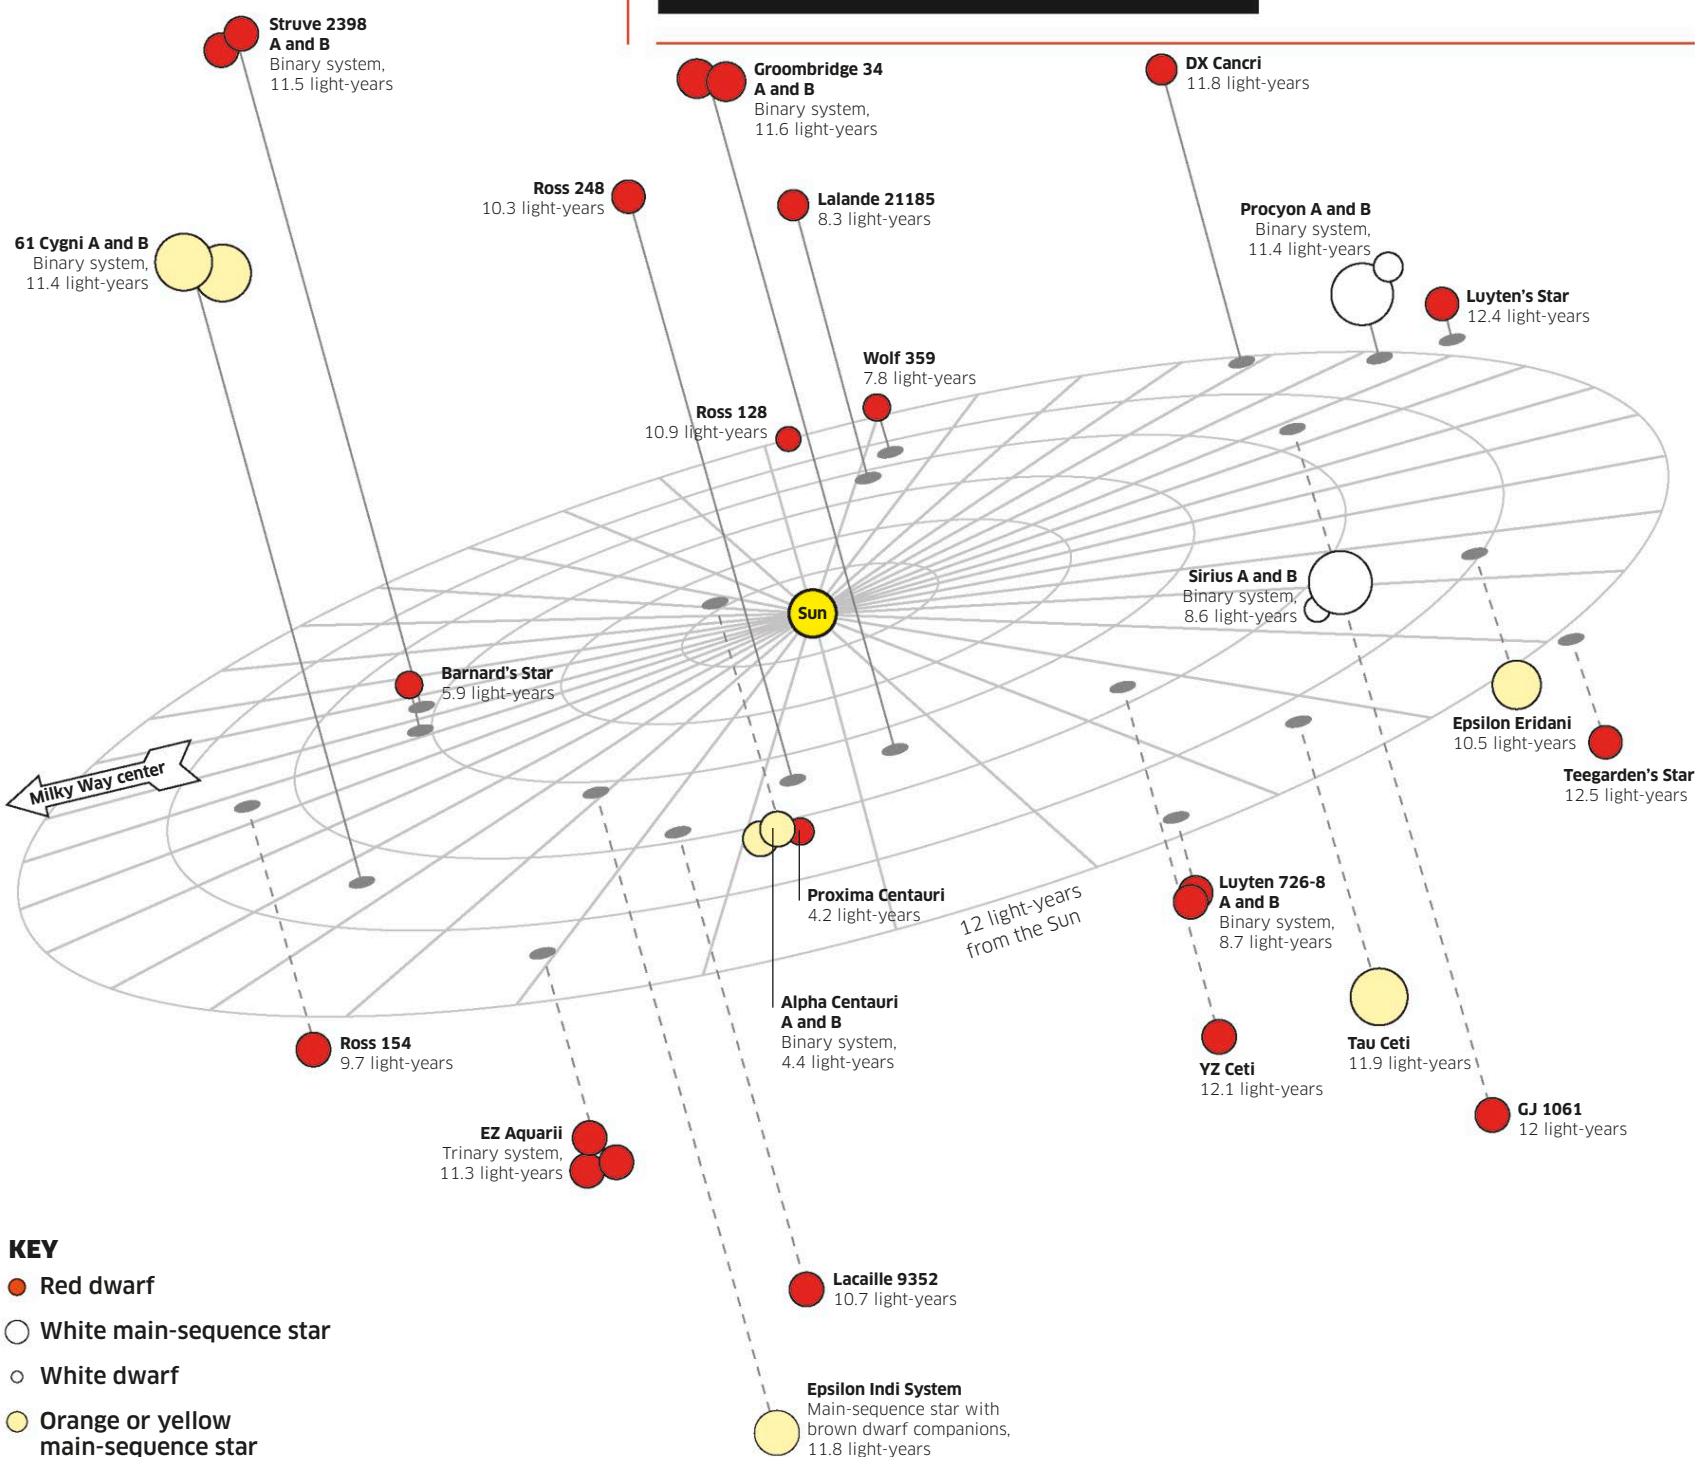 Struve 2398
A and B
Binary system,
11.5 light-years
Groombridge 34
A and B
Binary system,
11.6 light-years
DX Cancri
11.8 light-years
Ross 248
10.3 light-years
Lalande 21185
8.3 light-years
Procyon A and B
Binary system,
11.4 light-years
61 Cygni A and B
Binary system,
11.4 light-years
Luyten's Star
12.4 light-years
Wolf 359
7.8 light-years
Ross 128
10.9 light-years
Sun
Sirius A and B
Binary system,
8.6 light-years
Barnard's Star
5.9 light-years
Epsilon Eridani
10.5 light-years
Teegarden's Star
12.5 light-years
Milky Way center
Proxima Centauri
4.2 light-years
12 light-years
from the Sun
Luyten 726-8
A and B
Binary system,
8.7 light-years
Alpha Centauri
A and B
Binary system,
4.4 light-years
Ross 154
9.7 light-years
Tau Ceti
11.9 light-years
YZ Ceti
12.1 light-years
GJ 1061
12 light-years
EZ Aquarii
Trinary system,
11.3 light-years
Lacaille 9352
10.7 light-years
Epsilon Indi System
Main-sequence star with
brown dwarf companions,
11.8 light-years
KEY
Red dwarf
White main-sequence star
White dwarf
Orange or yellow
main-sequence star